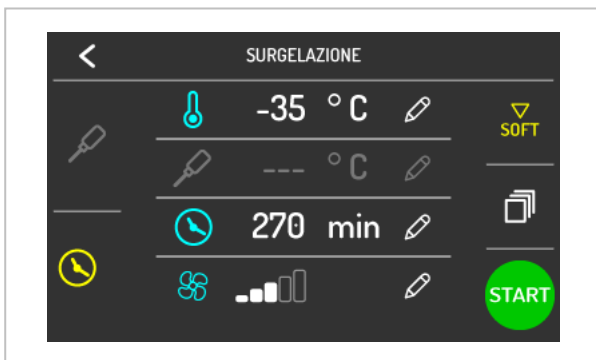 SURGELAZIONE
-35 °C
SOFT
--- °C
270 min
START